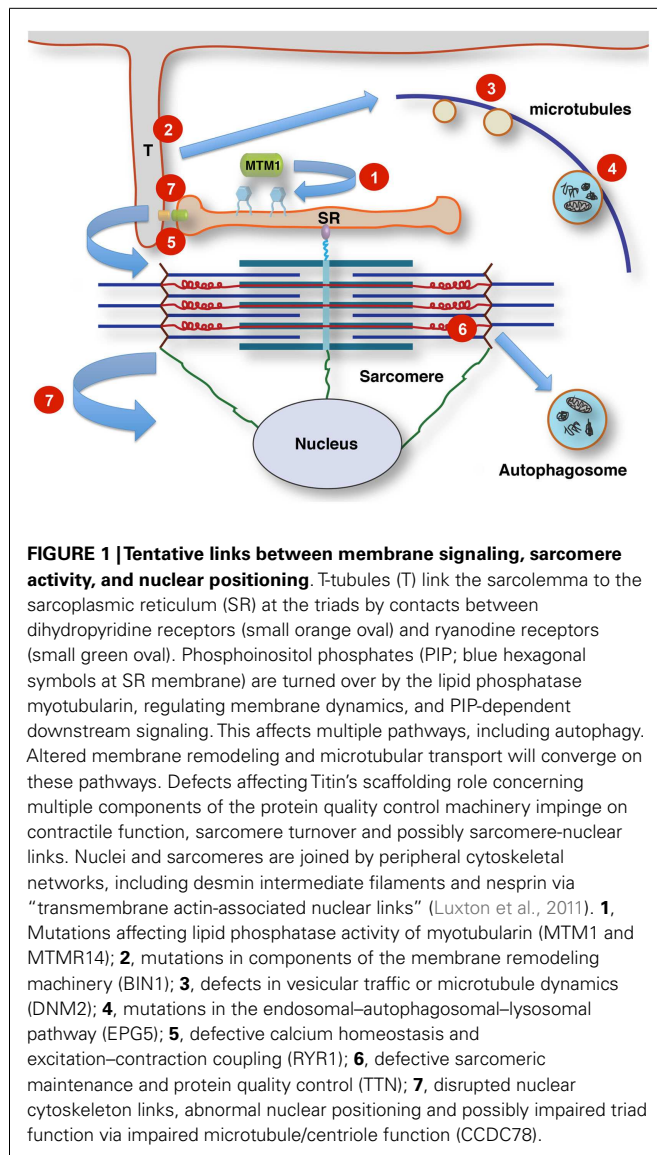 2
3
microtubules
T
4
MTM1
1
7
SR
5
6
Sarcomere
7
Nucleus
Autophagosome
FIGURE 1 | Tentative links between membrane signaling, sarcomere
activity, and nuclear positioning. T-tubules (T) link the sarcolemma to the
sarcoplasmic reticulum (SR) at the triads by contacts between
dihydropyridine receptors (small orange oval) and ryanodine receptors
(small green oval). Phosphoinositol phosphates (PIP; blue hexagonal
symbols at SR membrane) are turned over by the lipid phosphatase
myotubularin, regulating membrane dynamics, and PIP-dependent
downstream signaling. This affects multiple pathways, including autophagy.
Altered membrane remodeling and microtubular transport will converge on
these pathways. Defects affecting Titin's scaffolding role concerning
multiple components of the protein quality control machinery impinge on
contractile function, sarcomere turnover and possibly sarcomere-nuclear
links. Nuclei and sarcomeres are joined by peripheral cytoskeletal
networks, including desmin intermediate filaments and nesprin via
"transmembrane actin-associated nuclear links" (Luxton et al., 2011). 1,
Mutations affecting lipid phosphatase activity of myotubularin (MTM1 and
MTMR14); 2, mutations in components of the membrane remodeling
machinery (BIN1); 3, defects in vesicular traffic or microtubule dynamics
(DNM2); 4, mutations in the endosomal–autophagosomal–lysosomal
pathway (EPG5); 5, defective calcium homeostasis and
excitation–contraction coupling (RYR1); 6, defective sarcomeric
maintenance and protein quality control (TTN); 7, disrupted nuclear
cytoskeleton links, abnormal nuclear positioning and possibly impaired triad
function via impaired microtubule/centriole function (CCDC78).